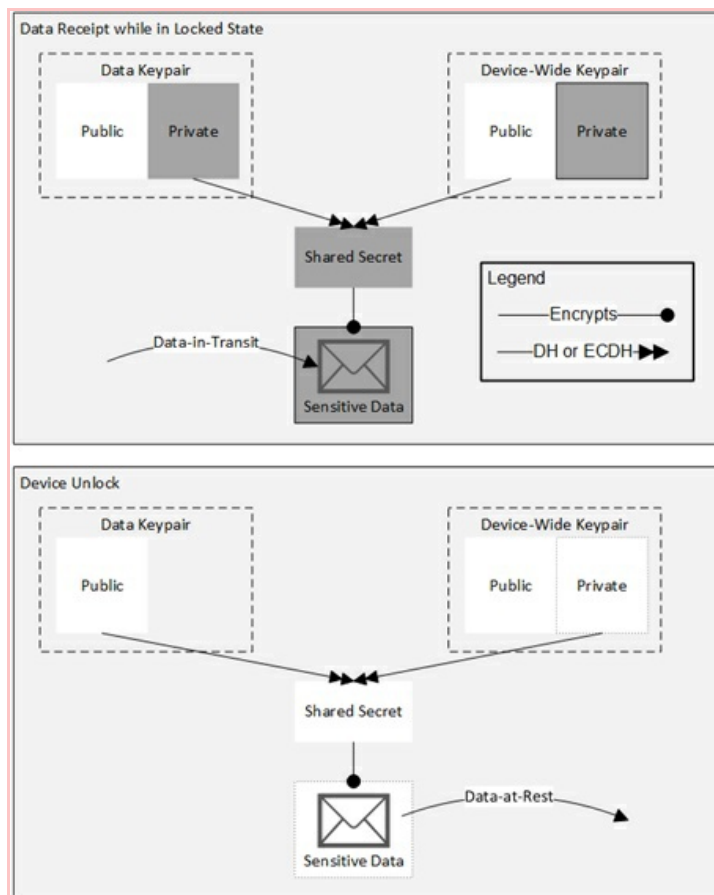 Data Receipt while in Locked State
Data Keypair
Device-Wide Keypair
Public
Private
Public
Private
Shared Secret
Legend
Encrypts
Data-in-Transit
DH or ECDH
Sensitive Data
Device Unlock
Data Keypair
Device-Wide Keypair
Public
Public
Private
Shared Secret
Data-at-Rest
Sensitive Data